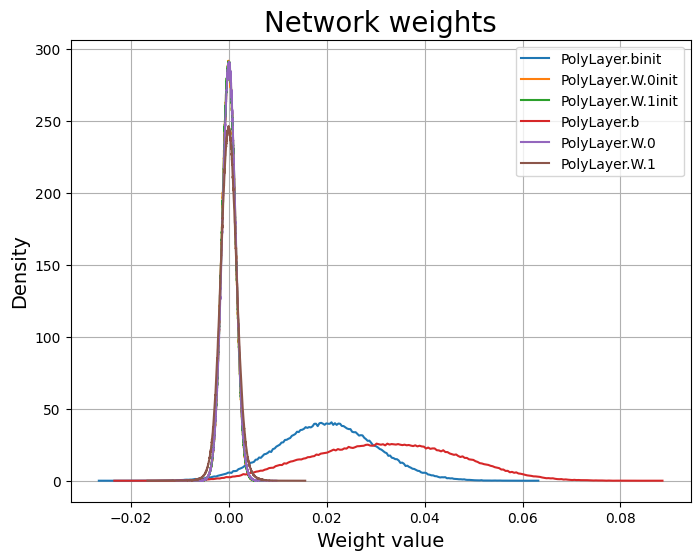 Network weights
300
250
200
150
100
50
0
Density
−0.02
0.00
0.02
0.04
0.06
0.08
Weight value
PolyLayer.binit
PolyLayer.W.0init
PolyLayer.W.1init
PolyLayer.b
PolyLayer.W.0
PolyLayer.W.1